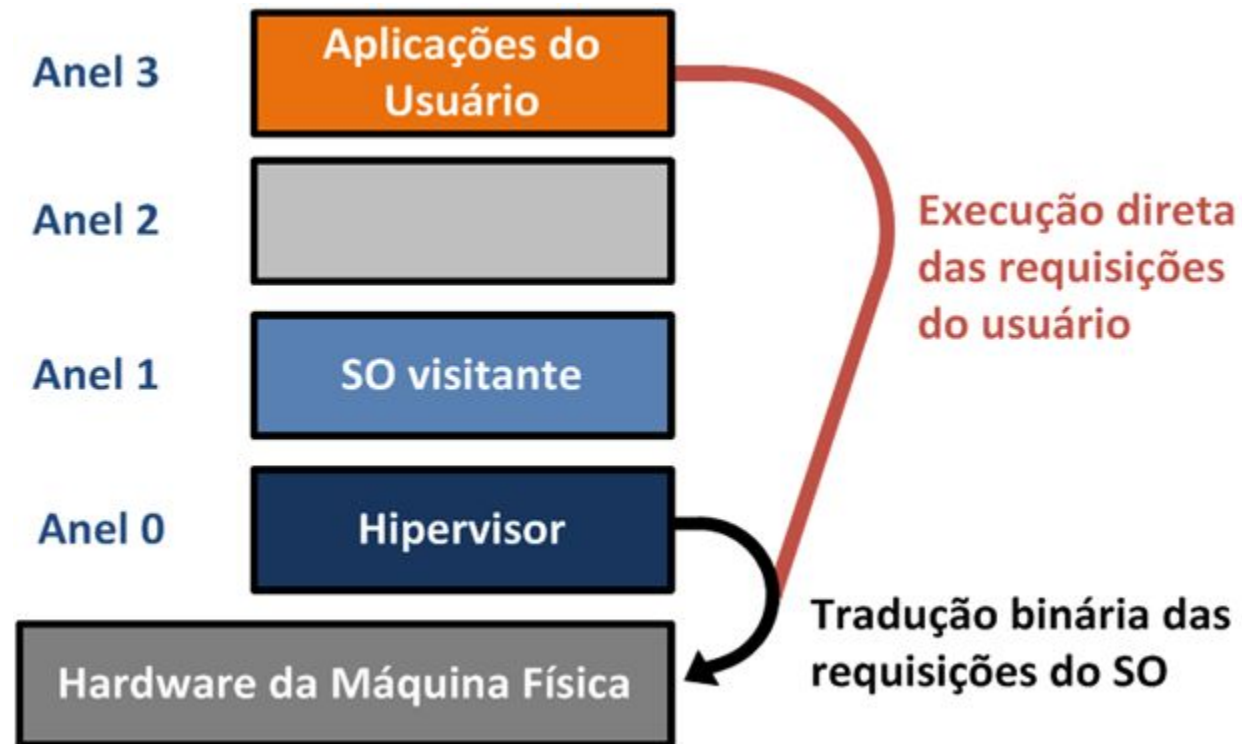 Anel 3
Aplicações do
Usuário
Anel 2
Execução direta
das requisições
do usuário
Anel 1
SO visitante
Anel 0
Hipervisor
Tradução binária das
requisições do SO
Hardware da Máquina Física